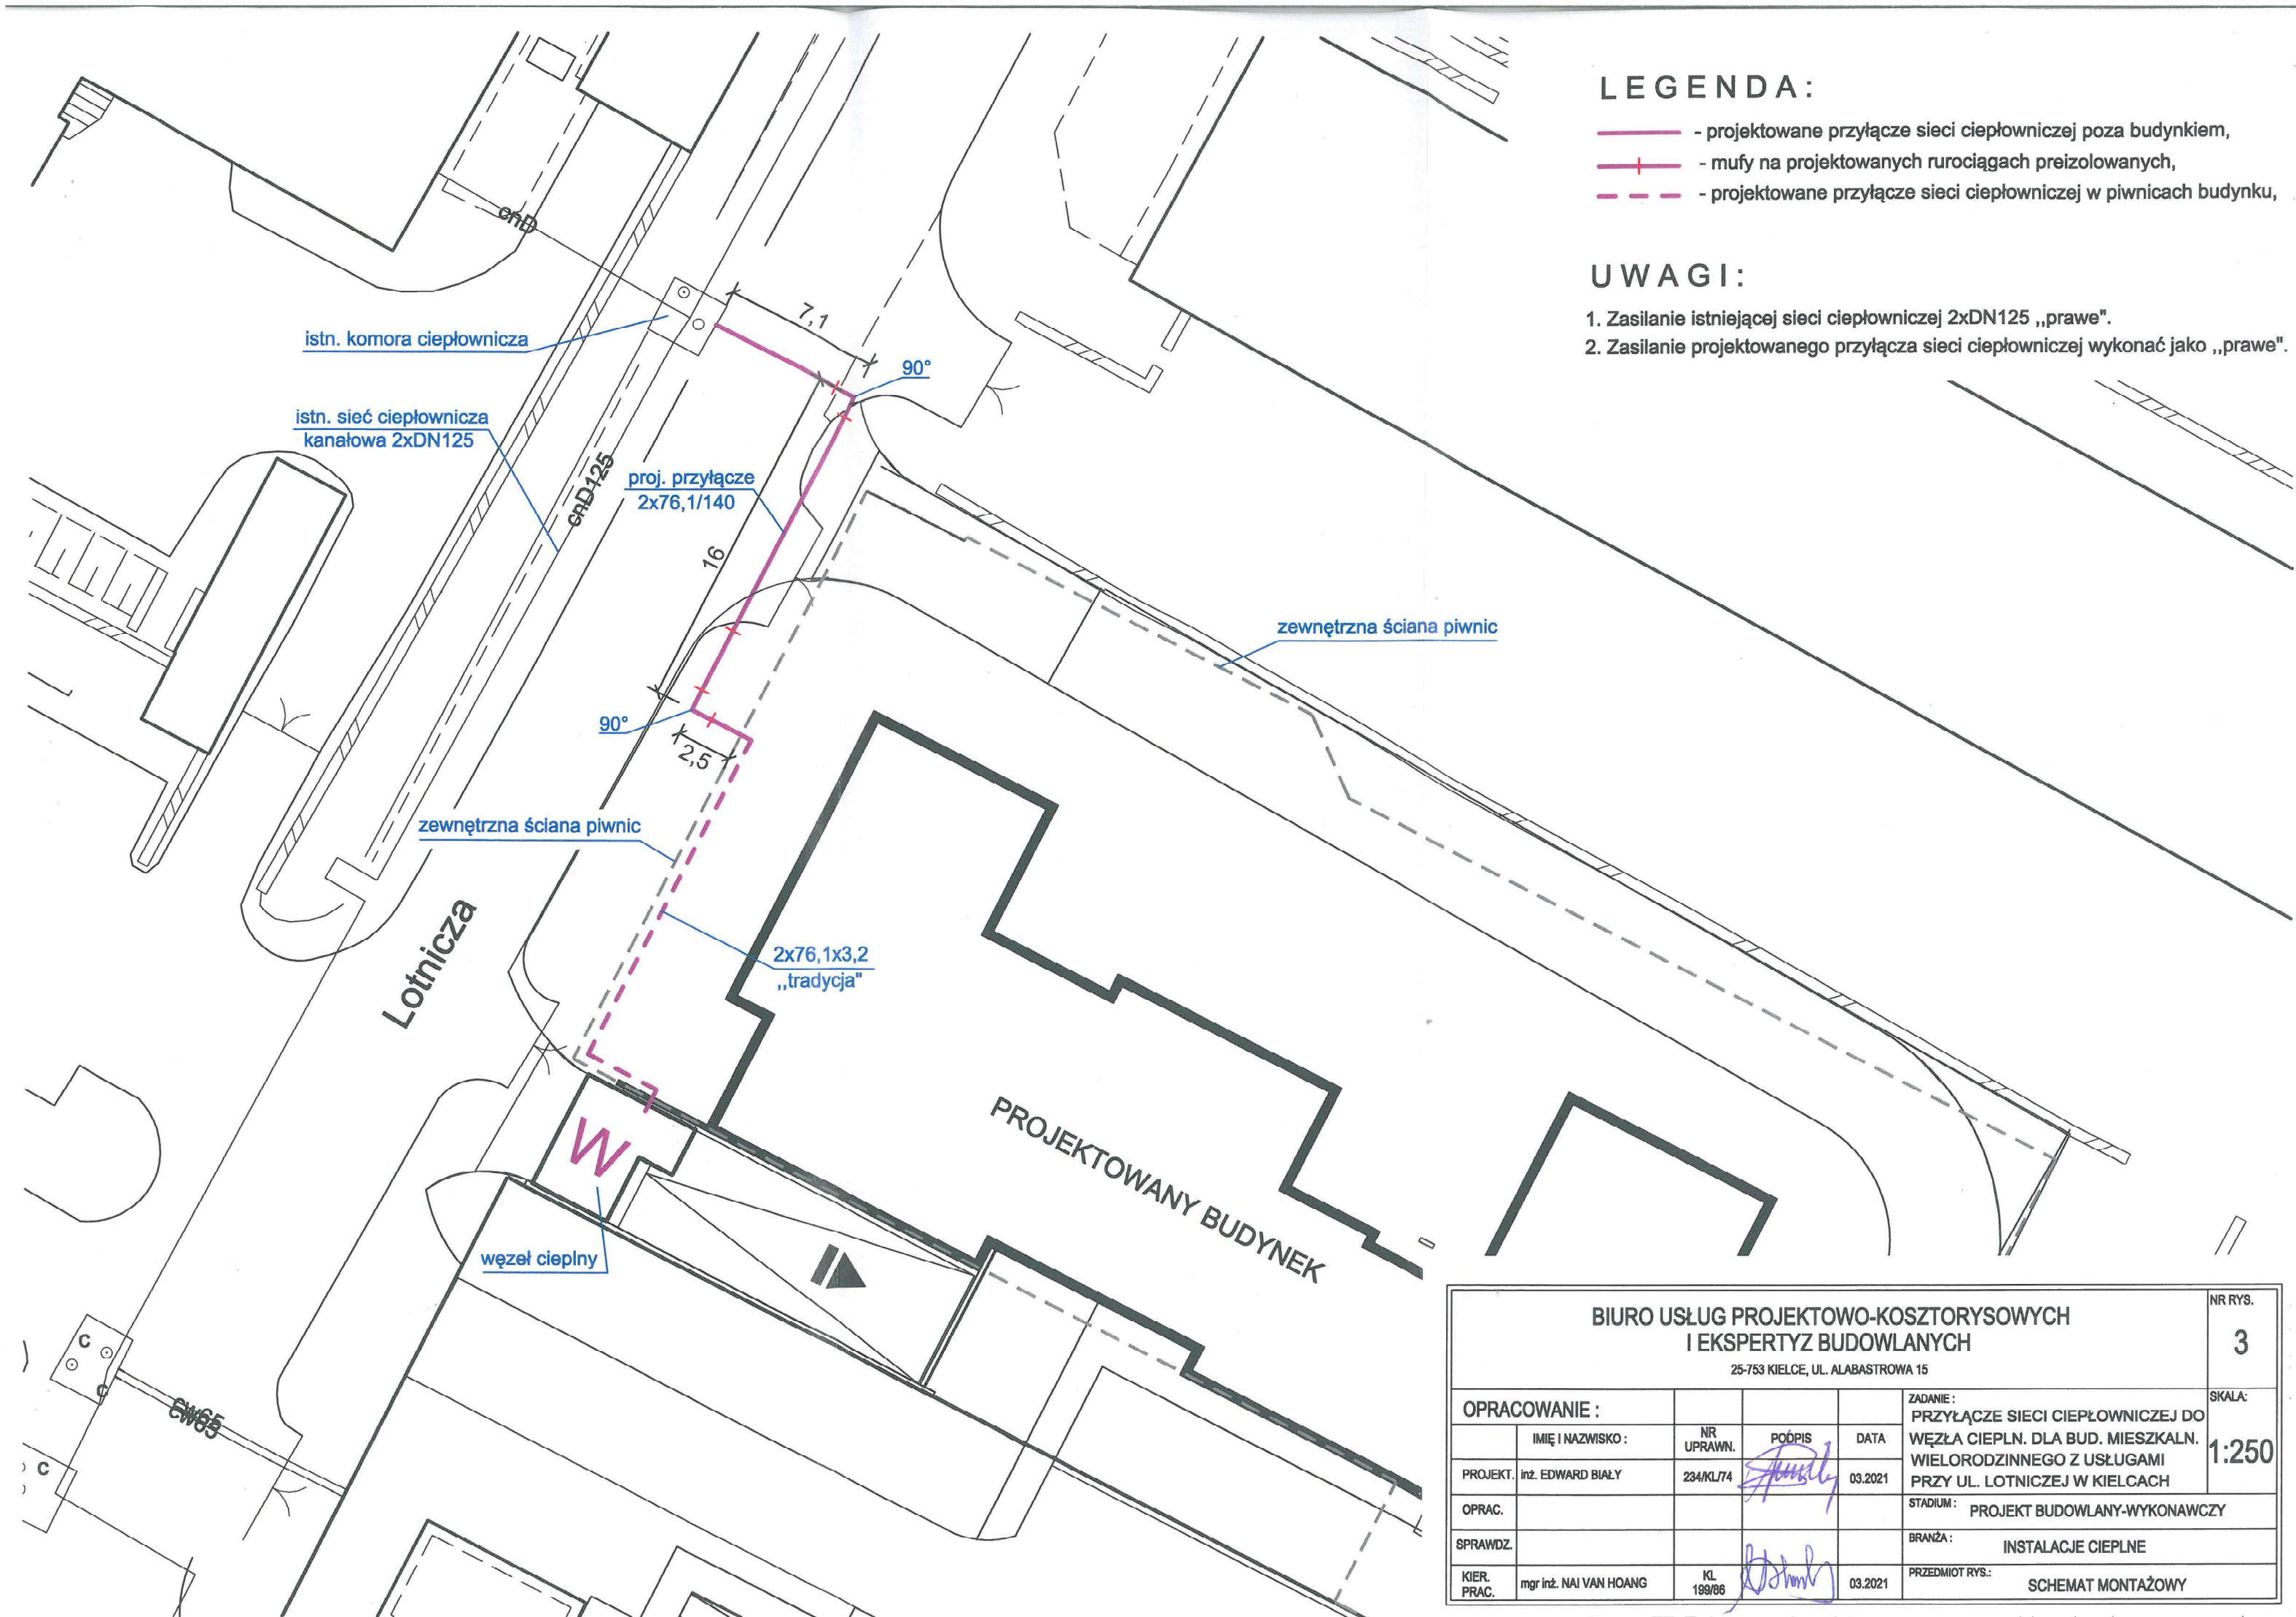 LEGENDA:
- projektowane przyłącze sieci ciepłowniczej poza budynkiem,
- mufy na projektowanych rurociągach preizolowanych,
- projektowane przyłącze sieci ciepłowniczej w piwnicach budynku,
UWAGI:
1. Zasilanie istniejącej sieci ciepłowniczej 2xDN125 ,,prawe".
2. Zasilanie projektowanego przyłącza sieci ciepłowniczej wykonać jako ,,prawe".
cnD
7,1
istn. komora ciepłownicza
90°
istn. sieć ciepłownicza
kanałowa 2xDN125
cnD125
proj. przyłącze
2x76,1/140
16
zewnętrzna ściana piwnic
90°
2,5
zewnętrzna ściana piwnic
Lotnicza
2x76,1x3,2
,,tradycja"
W
PROJEKTOWANY BUDYNEK
węzeł cieplny
c
c
cw65
c
BIURO USŁUG PROJEKTOWO-KOSZTORYSOWYCH
I EKSPERTYZ BUDOWLANYCH
25-753 KIELCE, UL. ALABASTROWA 15
NR RYS.
3
OPRACOWANIE :
IMIĘ I NAZWISKO :
NR
UPRAWN.
PODPIS
DATA
PROJEKT.
inż. EDWARD BIAŁY
234/KL/74
03.2021
OPRAC.
SPRAWDZ.
KIER.
PRAC.
mgr inż. NAI VAN HOANG
KL
199/86
03.2021
ZADANIE :
PRZYŁĄCZE SIECI CIEPŁOWNICZEJ DO
WĘZŁA CIEPLN. DLA BUD. MIESZKALN.
WIELORODZINNEGO Z USŁUGAMI
PRZY UL. LOTNICZEJ W KIELCACH
SKALA:
1:250
STADIUM :
PROJEKT BUDOWLANY-WYKONAWCZY
BRANŻA :
INSTALACJE CIEPLNE
PRZEDMIOT RYS.:
SCHEMAT MONTAŻOWY